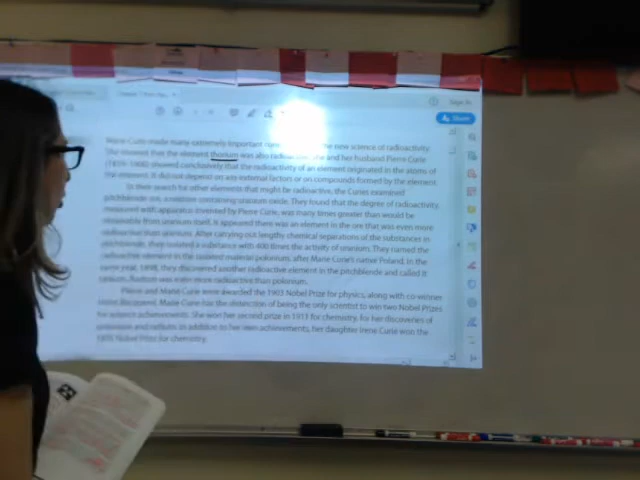 Sign In
Share
Marie Curie made many extremely important the new science of radioactivity.
She showed that the element thorium was also radioactive. She and her husband Pierre Curie
(1859-1906) showed conclusively that the radioactivity of an element originated in the atoms of
the element. It did not depend on any external factors or on compounds formed by the element.
In their search for other elements that might be radioactive, the Curies examined
pitchblende ore, a mixture containing uranium oxide. They found that the degree of radioactivity,
measured with apparatus invented by Pierre Curie, was many times greater than would be
expected from uranium itself. It appeared there was an element in the ore that was even more
radioactive than uranium. After carrying out lengthy chemical separations of the substances in
pitchblende, they isolated a substance with 400 times the activity of uranium. They named the
radioactive element in the isolated material polonium, after Marie Curie's native Poland. In the
same year, 1898, they discovered another radioactive element in the pitchblende and called it
radium. Radium was even more radioactive than polonium.
Pierre and Marie Curie were awarded the 1903 Nobel Prize for physics, along with co-winner
Henri Becquerel. Marie Curie has the distinction of being the only scientist to win two Nobel Prizes
for science achievements. She won her second prize in 1911 for chemistry, for her discoveries of
polonium and radium. In addition to her own achievements, her daughter Irene Curie won the
1935 Nobel Prize for chemistry.